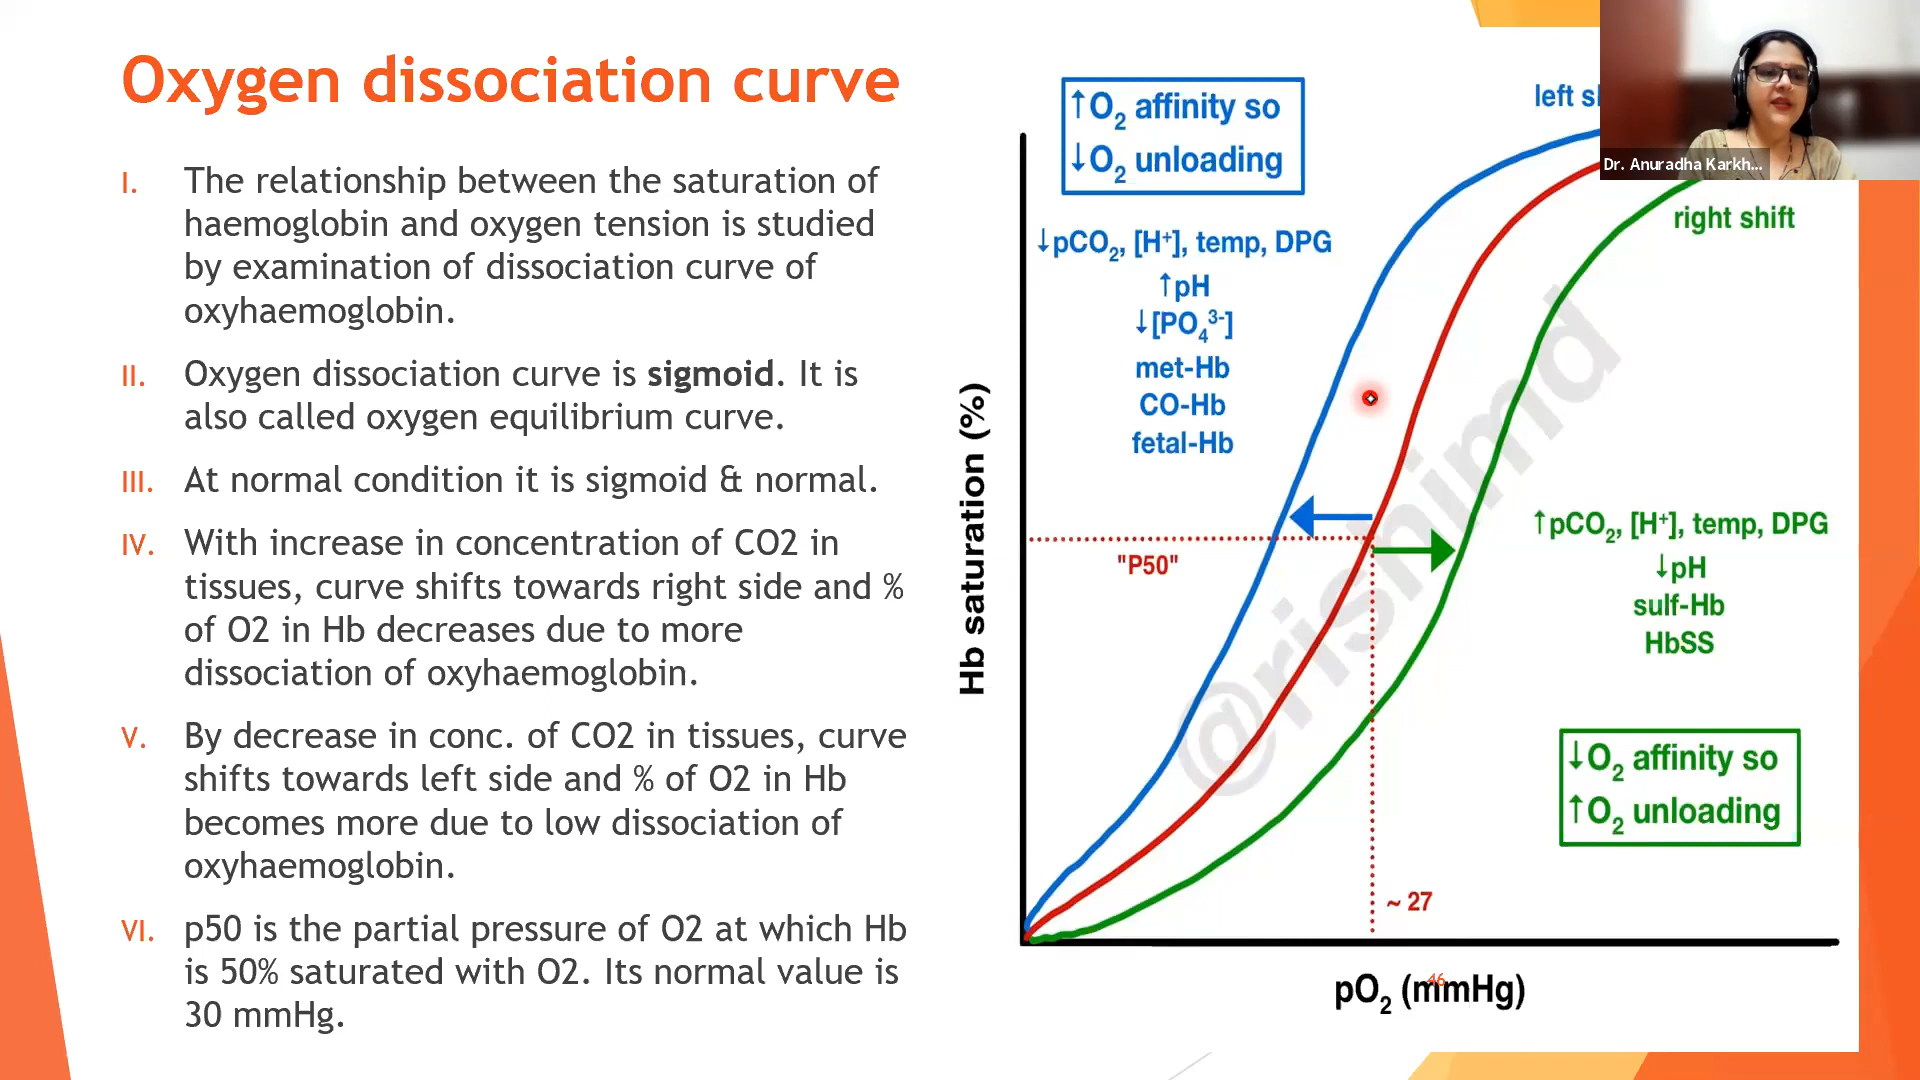 Oxygen dissociation curve
I. The relationship between the saturation of
haemoglobin and oxygen tension is studied
by examination of dissociation curve of
oxyhaemoglobin.
II. Oxygen dissociation curve is sigmoid. It is
also called oxygen equilibrium curve.
III. At normal condition it is sigmoid & normal.
IV. With increase in concentration of CO2 in
tissues, curve shifts towards right side and %
of O2 in Hb decreases due to more
dissociation of oxyhaemoglobin.
V. By decrease in conc. of CO2 in tissues, curve
shifts towards left side and % of O2 in Hb
becomes more due to low dissociation of
oxyhaemoglobin.
VI. p50 is the partial pressure of O2 at which Hb
is 50% saturated with O2. Its normal value is
30 mmHg.
↑O₂ affinity so
↓O₂ unloading
left
↓pCO₂, [H⁺], temp, DPG
↑pH
↓[PO₄³⁻]
met-Hb
CO-Hb
fetal-Hb
Dr. Anuradha Karkh...
right shift
Hb saturation (%)
"P50"
↑pCO₂, [H⁺], temp, DPG
↓pH
sulf-Hb
HbSS
↓O₂ affinity so
↑O₂ unloading
~ 27
pO₂ (mmHg)
46
@rishimd